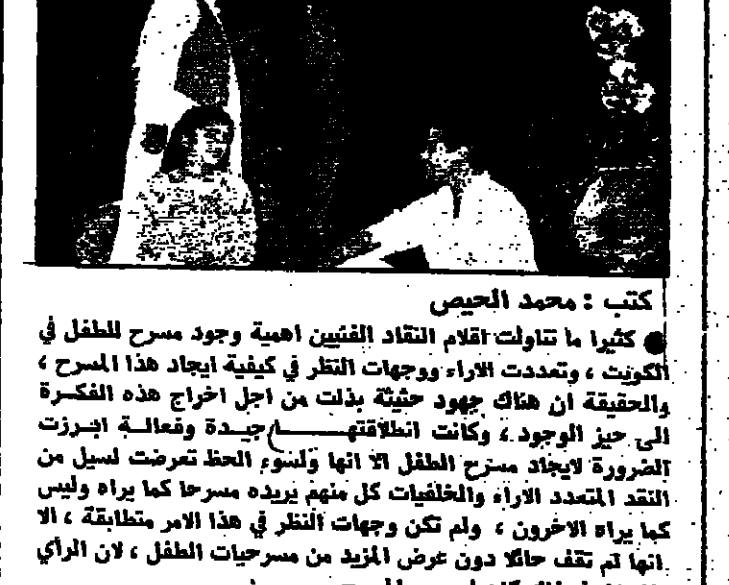 كتب : محمد الحيص
● كثيرا ما تناولت اقلام النقاد الفنيين اهمية وجود مسرح للطفل في
الكويت ، وتعددت الاراء ووجهات النظر في كيفية ايجاد هذا المسرح ،
والحقيقة ان هناك جهود حثيثة بذلت من اجل اخراج هذه الفكرة
الى حيز الوجود ، وكانت انطلاقتها جيدة وفعالة ابرزت
الضرورة لايجاد مسرح الطفل الا انها ولسوء الحظ تعرضت لسيل من
النقد المتعدد الاراء والخلفيات كل منهم يريده مسرحا كما يراه وليس
كما يراه الاخرون ، ولم تكن وجهات النظر في هذا الامر متطابقة ، الا
انها لم تقف حائلا دون عرض المزيد من مسرحيات الطفل ، لان الرأي